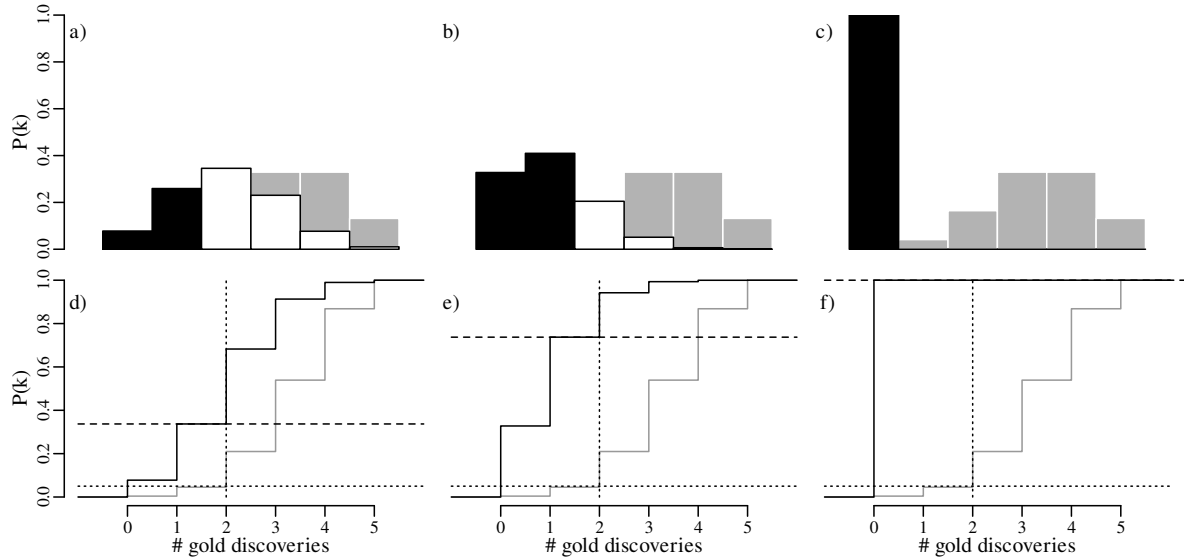 a)
b)
c)
P(k)
0.0 0.2 0.4 0.6 0.8 1.0
d)
e)
f)
P(k)
0.0 0.2 0.4 0.6 0.8 1.0
0 1 2 3 4 5
0 1 2 3 4 5
0 1 2 3 4 5
# gold discoveries
# gold discoveries
# gold discoveries